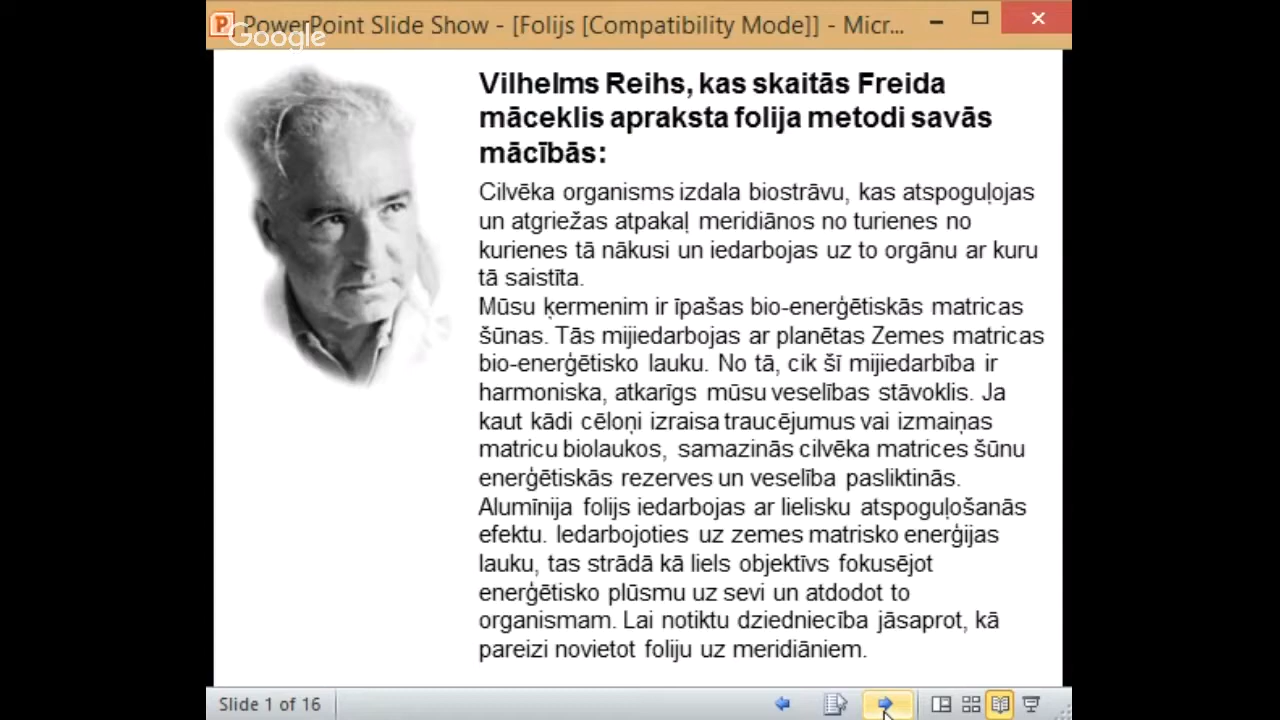 PowerPoint Slide Show - [Folijs [Compatibility Mode]] - Micr...
Google
Vilhelms Reihs, kas skaitās Freida
māceklis apraksta folija metodi savās
mācībās:
Cilvēka organisms izdala biostrāvu, kas atspoguļojas
un atgriežas atpakaļ meridiānos no turienes no
kurienes tā nākusi un iedarbojas uz to orgānu ar kuru
tā saistīta.
Mūsu ķermenim ir īpašas bio-enerģētiskās matricas
šūnas. Tās mijiedarbojas ar planētas Zemes matricas
bio-enerģētisko lauku. No tā, cik šī mijiedarbība ir
harmoniska, atkarīgs mūsu veselības stāvoklis. Ja
kaut kādi cēloņi izraisa traucējumus vai izmaiņas
matricu biolaukos, samazinās cilvēka matrices šūnu
enerģētiskās rezerves un veselība pasliktinās.
Alumīnija folijs iedarbojas ar lielisku atspoguļošanās
efektu. Iedarbojoties uz zemes matrisko enerģijas
lauku, tas strādā kā liels objektīvs fokusējot
enerģētisko plūsmu uz sevi un atdodot to
organismam. Lai notiktu dziedniecība jāsaprot, kā
pareizi novietot foliju uz meridiāniem.
Slide 1 of 16